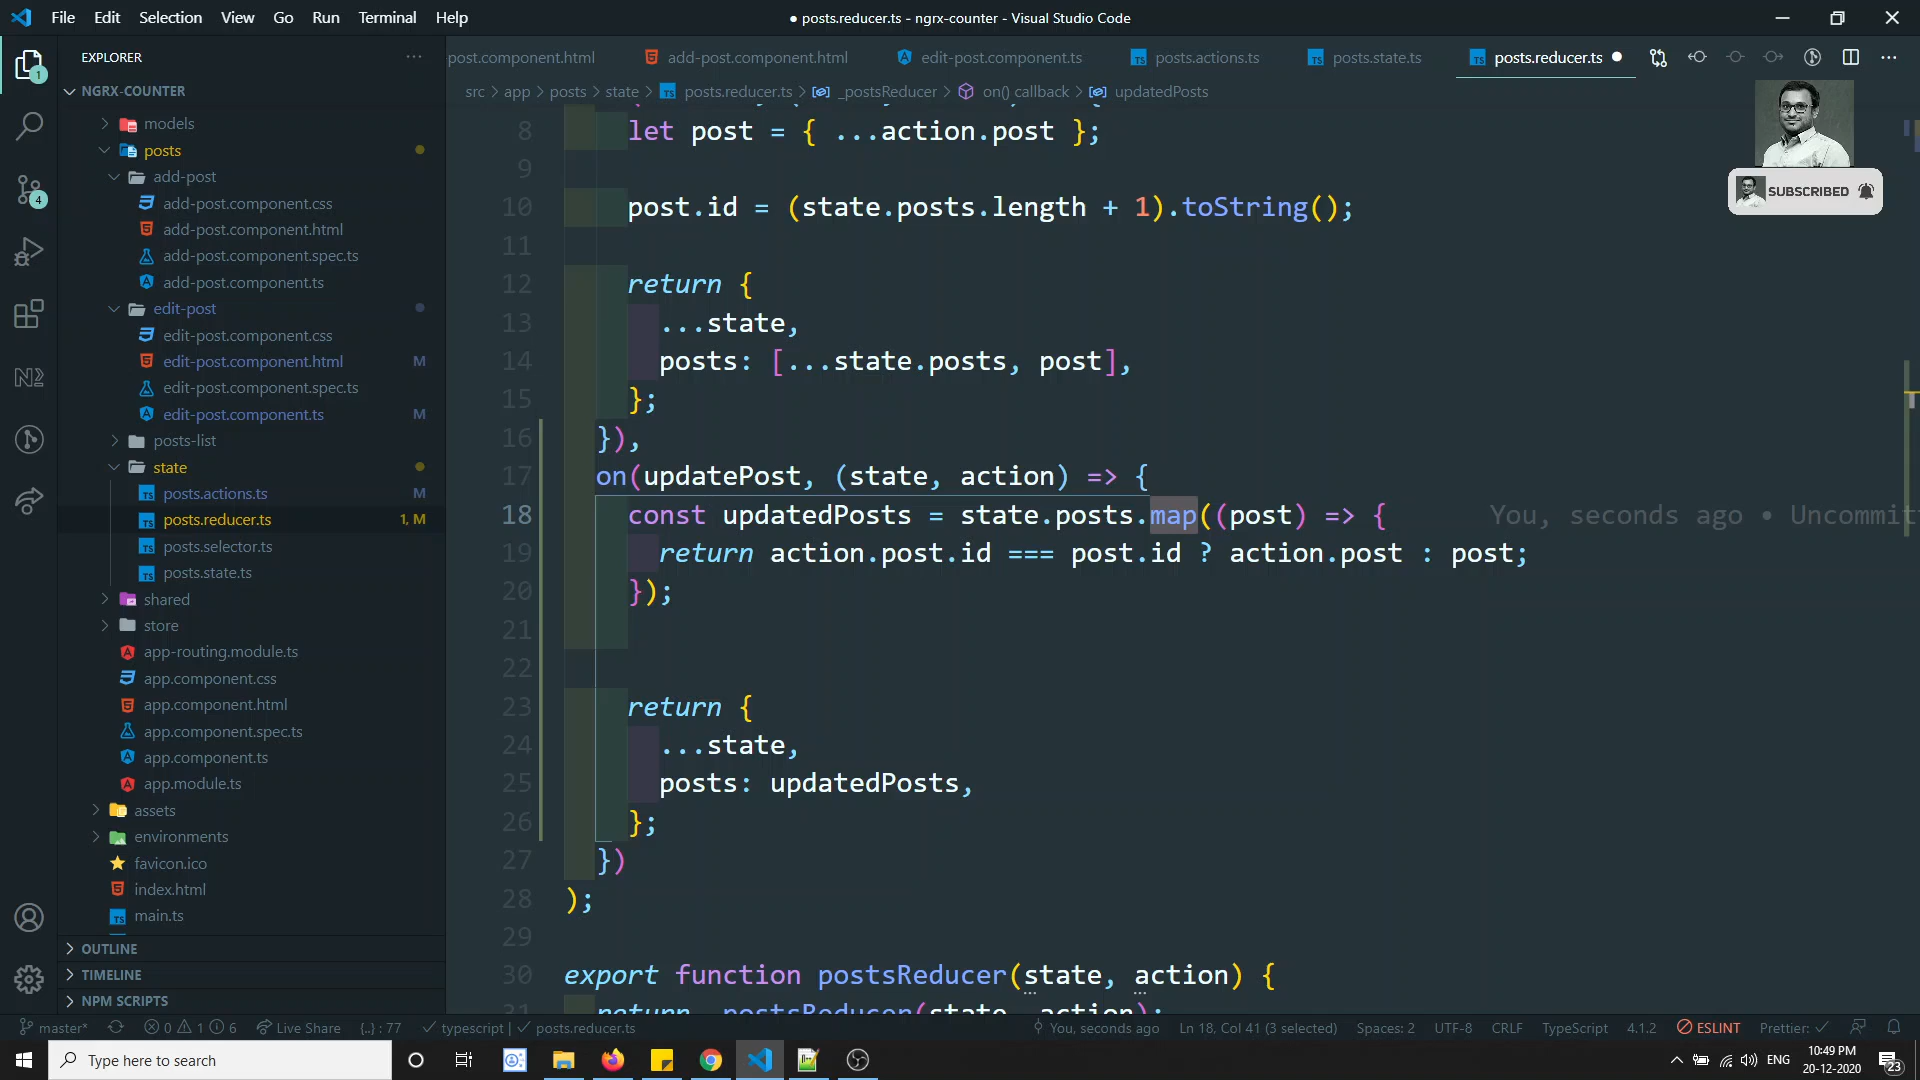 File Edit Selection View Go Run Terminal Help
● posts.reducer.ts - ngrx-counter - Visual Studio Code
EXPLORER
post.component.html add-post.component.html edit-post.component.ts posts.actions.ts posts.state.ts posts.reducer.ts
src > app > posts > state > posts.reducer.ts > _postsReducer > on() callback > updatedPosts
NGRX-COUNTER
models
posts
add-post
add-post.component.css
add-post.component.html
add-post.component.spec.ts
add-post.component.ts
edit-post
edit-post.component.css
edit-post.component.html M
edit-post.component.spec.ts
edit-post.component.ts M
posts-list
state
posts.actions.ts M
posts.reducer.ts 1, M
posts.selector.ts
posts.state.ts
shared
store
app-routing.module.ts
app.component.css
app.component.html
app.component.spec.ts
app.component.ts
app.module.ts
assets
environments
favicon.ico
index.html
main.ts
OUTLINE
TIMELINE
NPM SCRIPTS
1
4
8 let post = { ...action.post };
9
10 post.id = (state.posts.length + 1).toString();
11
12 return {
13 ...state,
14 posts: [...state.posts, post],
15 };
16 }),
17 on(updatePost, (state, action) => {
18 const updatedPosts = state.posts.map((post) => { You, seconds ago • Uncommit
19 return action.post.id === post.id ? action.post : post;
20 });
21
22
23 return {
24 ...state,
25 posts: updatedPosts,
26 };
27 })
28 );
29
30 export function postsReducer(state, action) {
31 return _postsReducer(state, action);
SUBSCRIBED
master* 0 1 6 Live Share {..} : 77 typescript | posts.reducer.ts You, seconds ago Ln 18, Col 41 (3 selected) Spaces: 2 UTF-8 CRLF TypeScript 4.1.2 ESLINT Prettier:
Type here to search
ENG
10:49 PM
20-12-2020
23